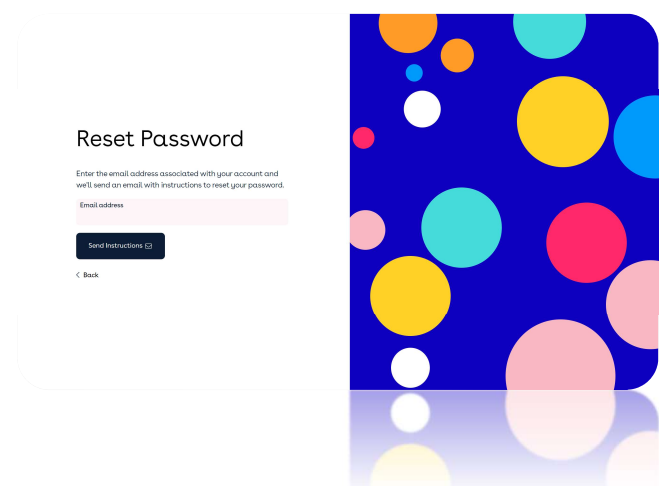 Reset Password
Enter the email address associated with your account and
we'll send an email with instructions to reset your password.
Email address
Send Instructions
Back